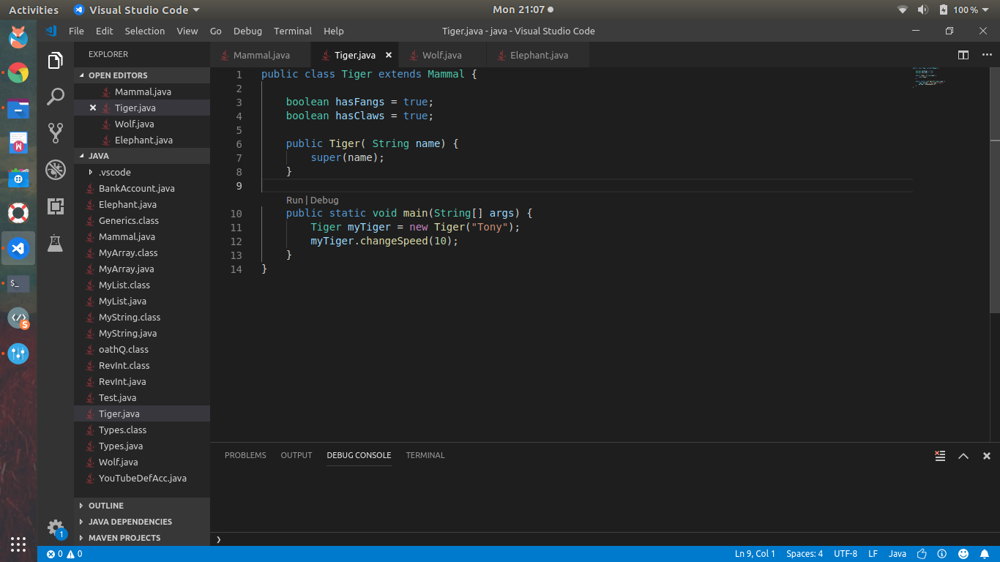 Activities Visual Studio Code Mon 21:07 100 %
File Edit Selection View Go Debug Terminal Help Tiger.java - java - Visual Studio Code
EXPLORER
OPEN EDITORS
Mammal.java
Tiger.java
Wolf.java
Elephant.java
JAVA
.vscode
BankAccount.java
Elephant.java
Generics.class
Mammal.java
MyArray.class
MyArray.java
MyList.class
MyList.java
MyString.class
MyString.java
oathQ.class
RevInt.class
RevInt.java
Test.java
Tiger.java
Types.class
Types.java
Wolf.java
YouTubeDefAcc.java
OUTLINE
JAVA DEPENDENCIES
MAVEN PROJECTS
Mammal.java Tiger.java Wolf.java Elephant.java
1 public class Tiger extends Mammal {
2
3 boolean hasFangs = true;
4 boolean hasClaws = true;
5
6 public Tiger( String name) {
7 super(name);
8 }
9
Run | Debug
10 public static void main(String[] args) {
11 Tiger myTiger = new Tiger("Tony");
12 myTiger.changeSpeed(10);
13 }
14 }
PROBLEMS OUTPUT DEBUG CONSOLE TERMINAL
W
$_
</>
S
1
0 0 Ln 9, Col 1 Spaces: 4 UTF-8 LF Java